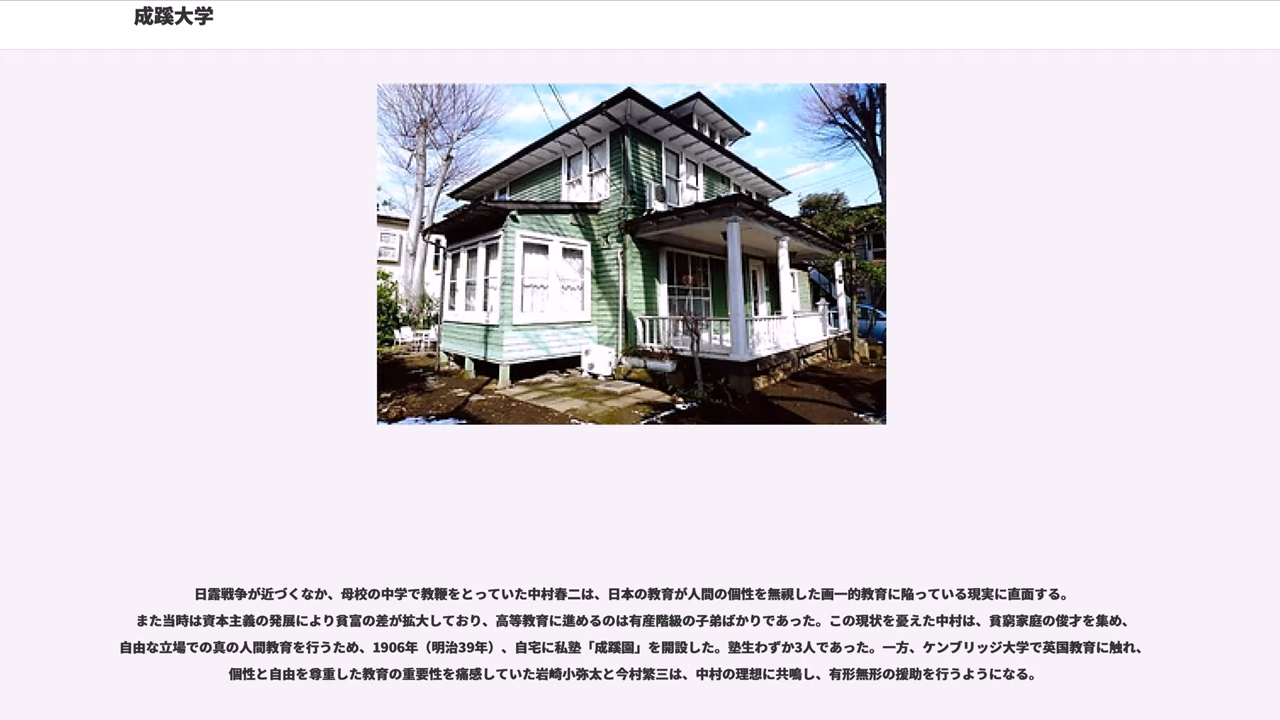 成蹊大学
日露戦争が近づくなか、母校の中学で教鞭をとっていた中村春二は、日本の教育が人間の個性を無視した画一的教育に陥っている現実に直面する。
また当時は資本主義の発展により貧富の差が拡大しており、高等教育に進めるのは有産階級の子弟ばかりであった。この現状を憂えた中村は、貧窮家庭の俊才を集め、
自由な立場での真の人間教育を行うため、1906年（明治39年）、自宅に私塾「成蹊園」を開設した。塾生わずか3人であった。一方、ケンブリッジ大学で英国教育に触れ、
個性と自由を尊重した教育の重要性を痛感していた岩崎小弥太と今村繁三は、中村の理想に共鳴し、有形無形の援助を行うようになる。